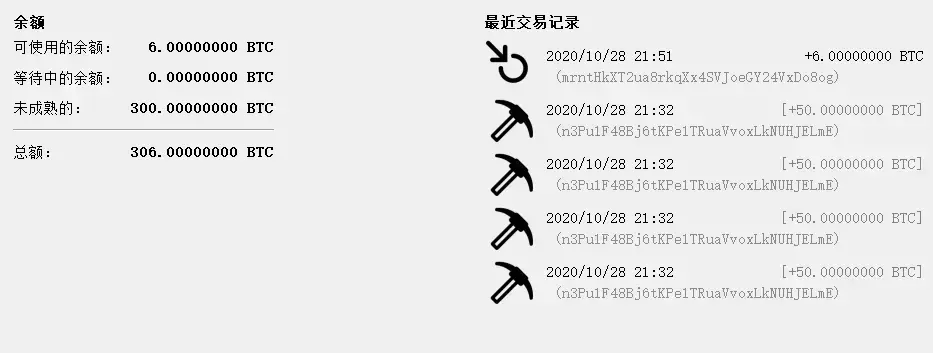 余额
可使用的余额： 6.00000000 BTC
等待中的余额： 0.00000000 BTC
未成熟的： 300.00000000 BTC
总额： 306.00000000 BTC
最近交易记录
2020/10/28 21:51 +6.00000000 BTC
(mrntHkXT2ua8rkqXx4SVJoeGY24VxDo8og)
2020/10/28 21:32 [+50.00000000 BTC]
(n3Pu1F48Bj6tKPe1TRuaVvoxLkNUHJELmE)
2020/10/28 21:32 [+50.00000000 BTC]
(n3Pu1F48Bj6tKPe1TRuaVvoxLkNUHJELmE)
2020/10/28 21:32 [+50.00000000 BTC]
(n3Pu1F48Bj6tKPe1TRuaVvoxLkNUHJELmE)
2020/10/28 21:32 [+50.00000000 BTC]
(n3Pu1F48Bj6tKPe1TRuaVvoxLkNUHJELmE)